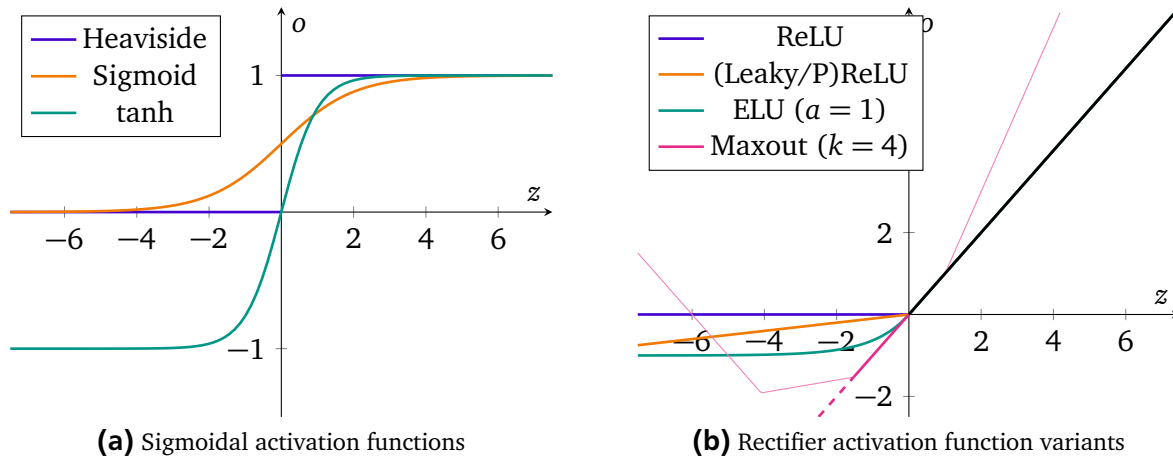 Heaviside
Sigmoid
tanh
o
1
z
−6 −4 −2 2 4 6
−1
(a) Sigmoidal activation functions
ReLU
(Leaky/P)ReLU
ELU (a = 1)
Maxout (k = 4)
o
2
z
−6 −4 −2 2 4 6
−2
(b) Rectifier activation function variants